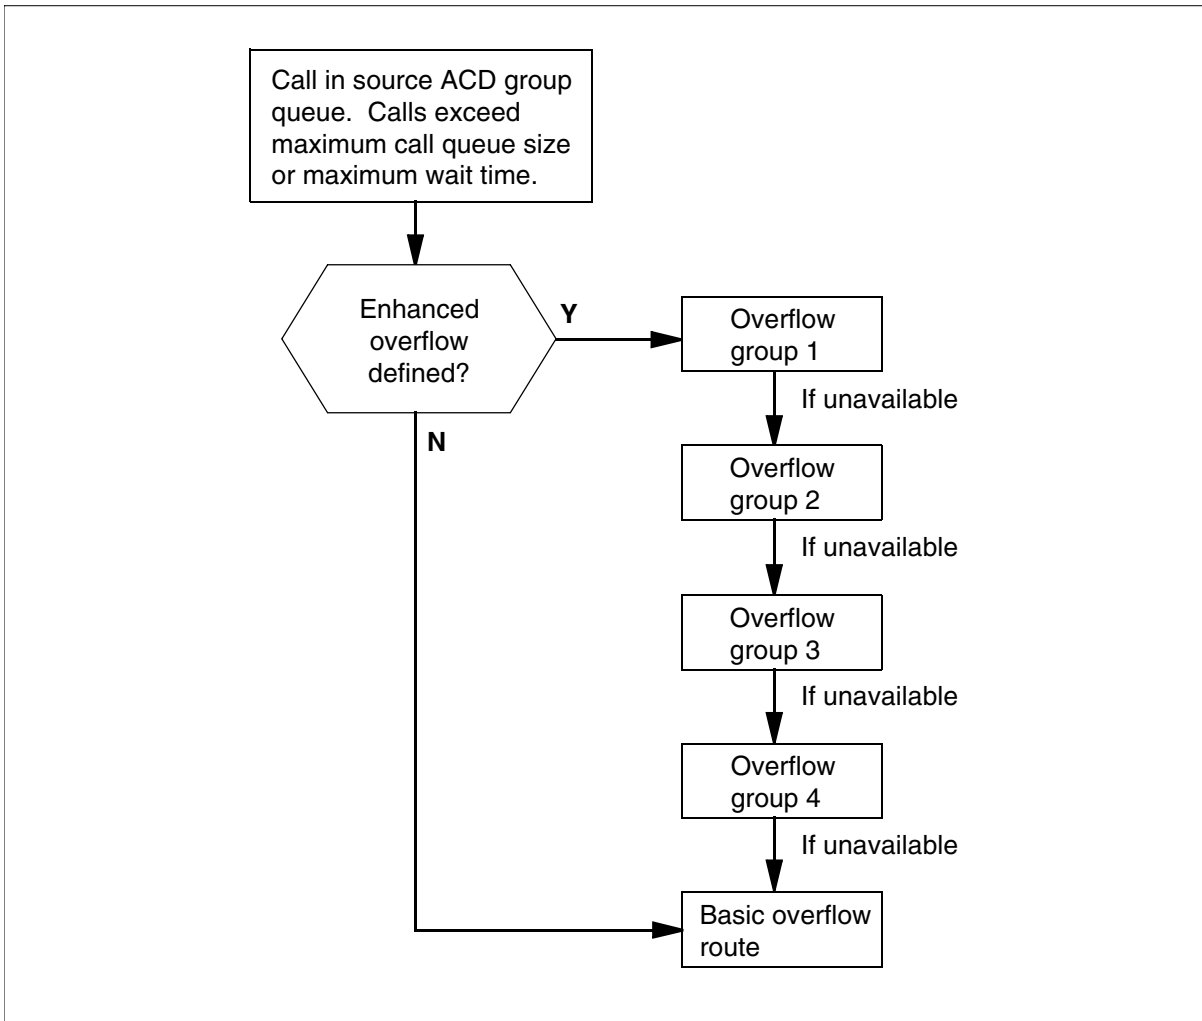 Call in source ACD group
queue.  Calls exceed
maximum call queue size
or maximum wait time.
Enhanced
overflow
defined?
Y
N
Overflow
group 1
If unavailable
Overflow
group 2
If unavailable
Overflow
group 3
If unavailable
Overflow
group 4
If unavailable
Basic overflow
route